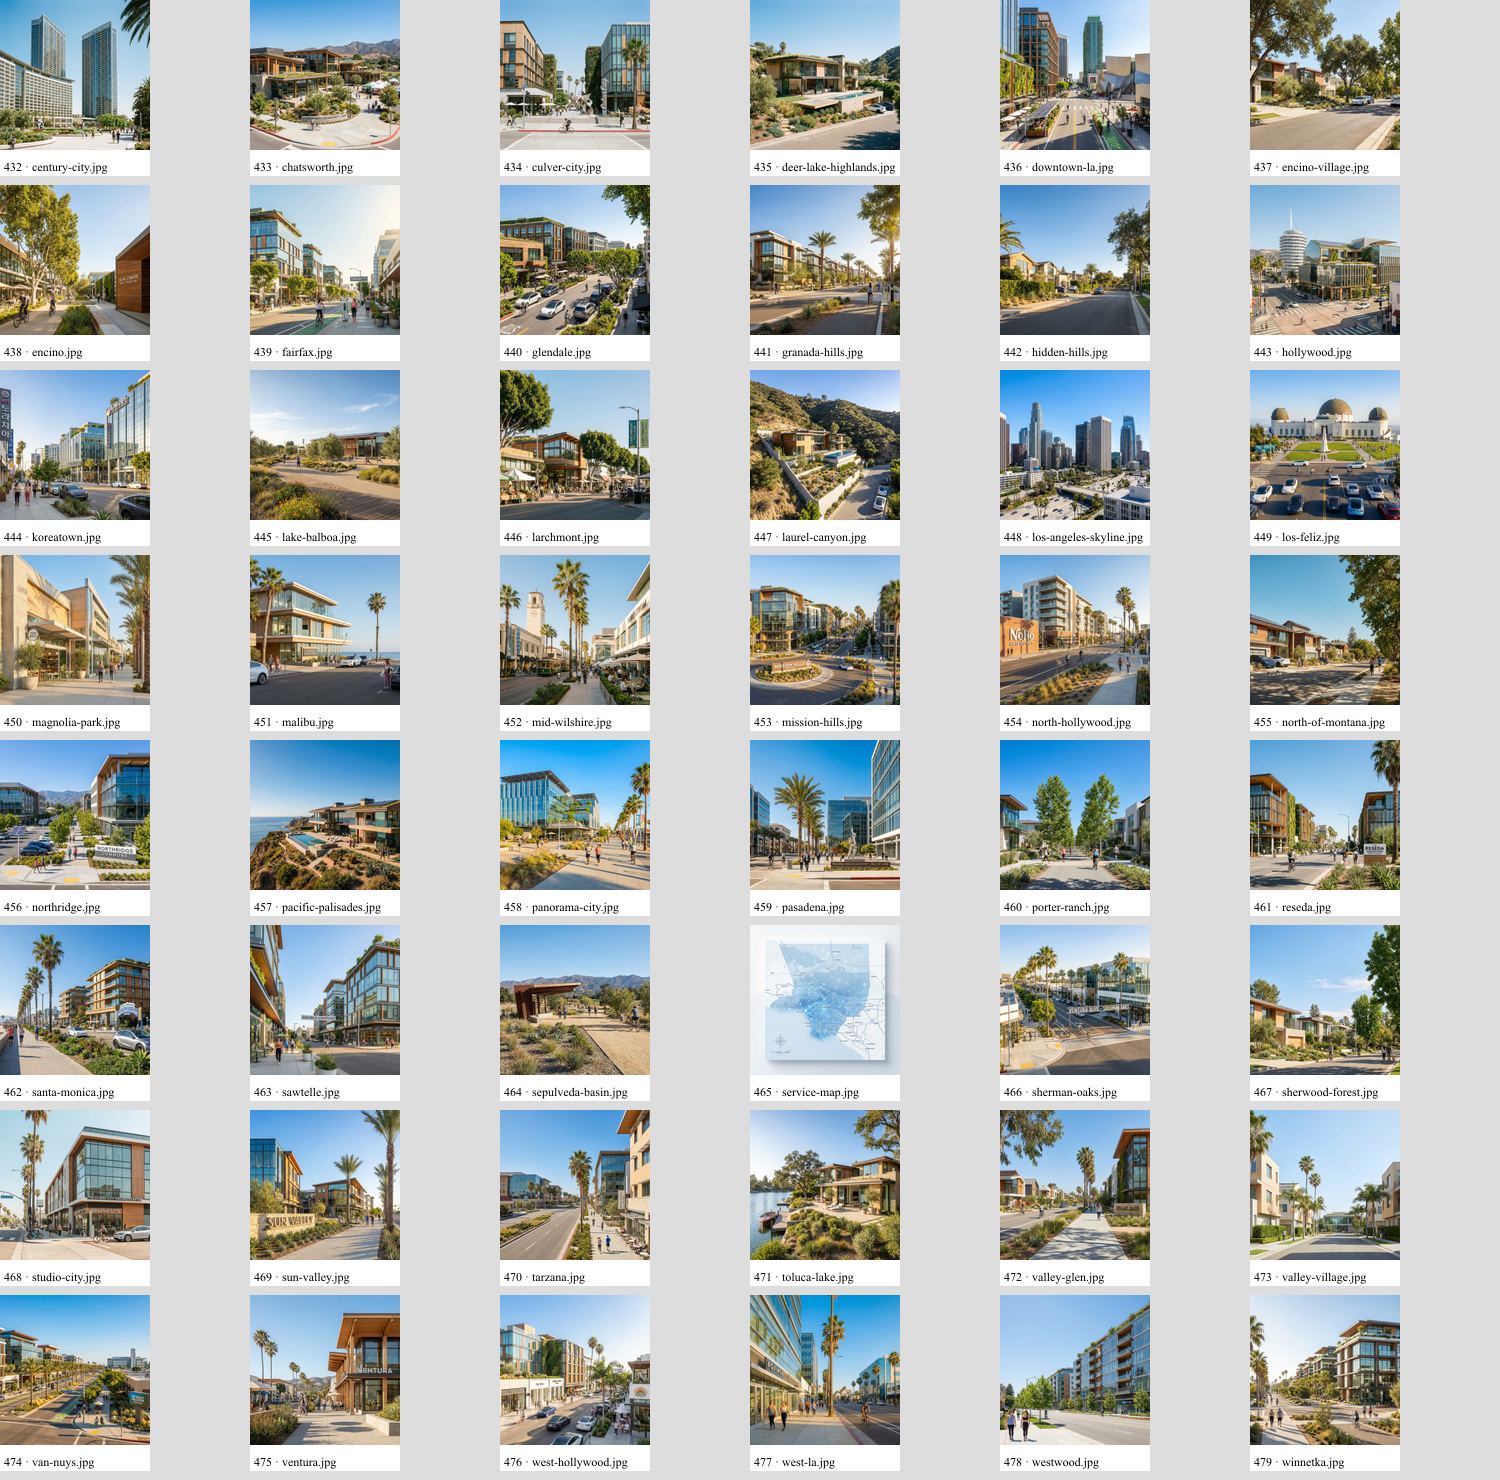 432 · century-city.jpg
433 · chatsworth.jpg
434 · culver-city.jpg
435 · deer-lake-highlands.jpg
436 · downtown-la.jpg
437 · encino-village.jpg
438 · encino.jpg
439 · fairfax.jpg
440 · glendale.jpg
441 · granada-hills.jpg
442 · hidden-hills.jpg
443 · hollywood.jpg
444 · koreatown.jpg
445 · lake-balboa.jpg
446 · larchmont.jpg
447 · laurel-canyon.jpg
448 · los-angeles-skyline.jpg
449 · los-feliz.jpg
NoHo
450 · magnolia-park.jpg
451 · malibu.jpg
452 · mid-wilshire.jpg
453 · mission-hills.jpg
454 · north-hollywood.jpg
455 · north-of-montana.jpg
NORTHRIDGE
COMMONS
RESEDA
456 · northridge.jpg
457 · pacific-palisades.jpg
458 · panorama-city.jpg
459 · pasadena.jpg
460 · porter-ranch.jpg
461 · reseda.jpg
462 · santa-monica.jpg
463 · sawtelle.jpg
464 · sepulveda-basin.jpg
465 · service-map.jpg
466 · sherman-oaks.jpg
467 · sherwood-forest.jpg
SUN VALLEY
468 · studio-city.jpg
469 · sun-valley.jpg
470 · tarzana.jpg
471 · toluca-lake.jpg
472 · valley-glen.jpg
473 · valley-village.jpg
VENTURA
474 · van-nuys.jpg
475 · ventura.jpg
476 · west-hollywood.jpg
477 · west-la.jpg
478 · westwood.jpg
479 · winnetka.jpg